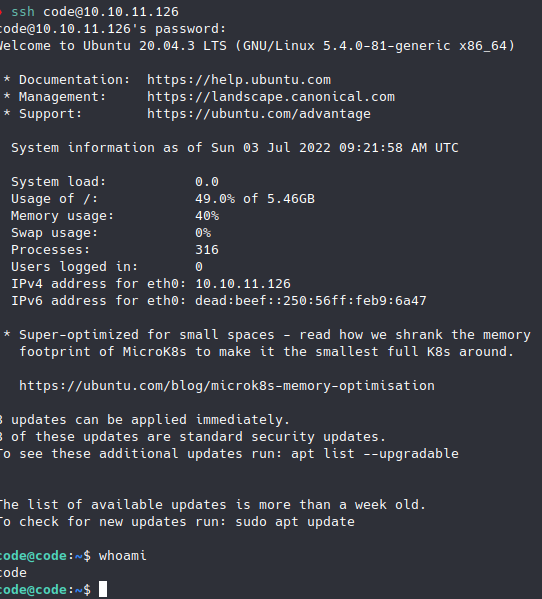 ssh code@10.10.11.126
code@10.10.11.126's password:
Welcome to Ubuntu 20.04.3 LTS (GNU/Linux 5.4.0-81-generic x86_64)
* Documentation: https://help.ubuntu.com
* Management: https://landscape.canonical.com
* Support: https://ubuntu.com/advantage
System information as of Sun 03 Jul 2022 09:21:58 AM UTC
System load: 0.0
Usage of /: 49.0% of 5.46GB
Memory usage: 40%
Swap usage: 0%
Processes: 316
Users logged in: 0
IPv4 address for eth0: 10.10.11.126
IPv6 address for eth0: dead:beef::250:56ff:feb9:6a47
* Super-optimized for small spaces - read how we shrank the memory
footprint of MicroK8s to make it the smallest full K8s around.
https://ubuntu.com/blog/microk8s-memory-optimisation
updates can be applied immediately.
of these updates are standard security updates.
To see these additional updates run: apt list --upgradable
The list of available updates is more than a week old.
To check for new updates run: sudo apt update
code@code:~$ whoami
code
code@code:~$